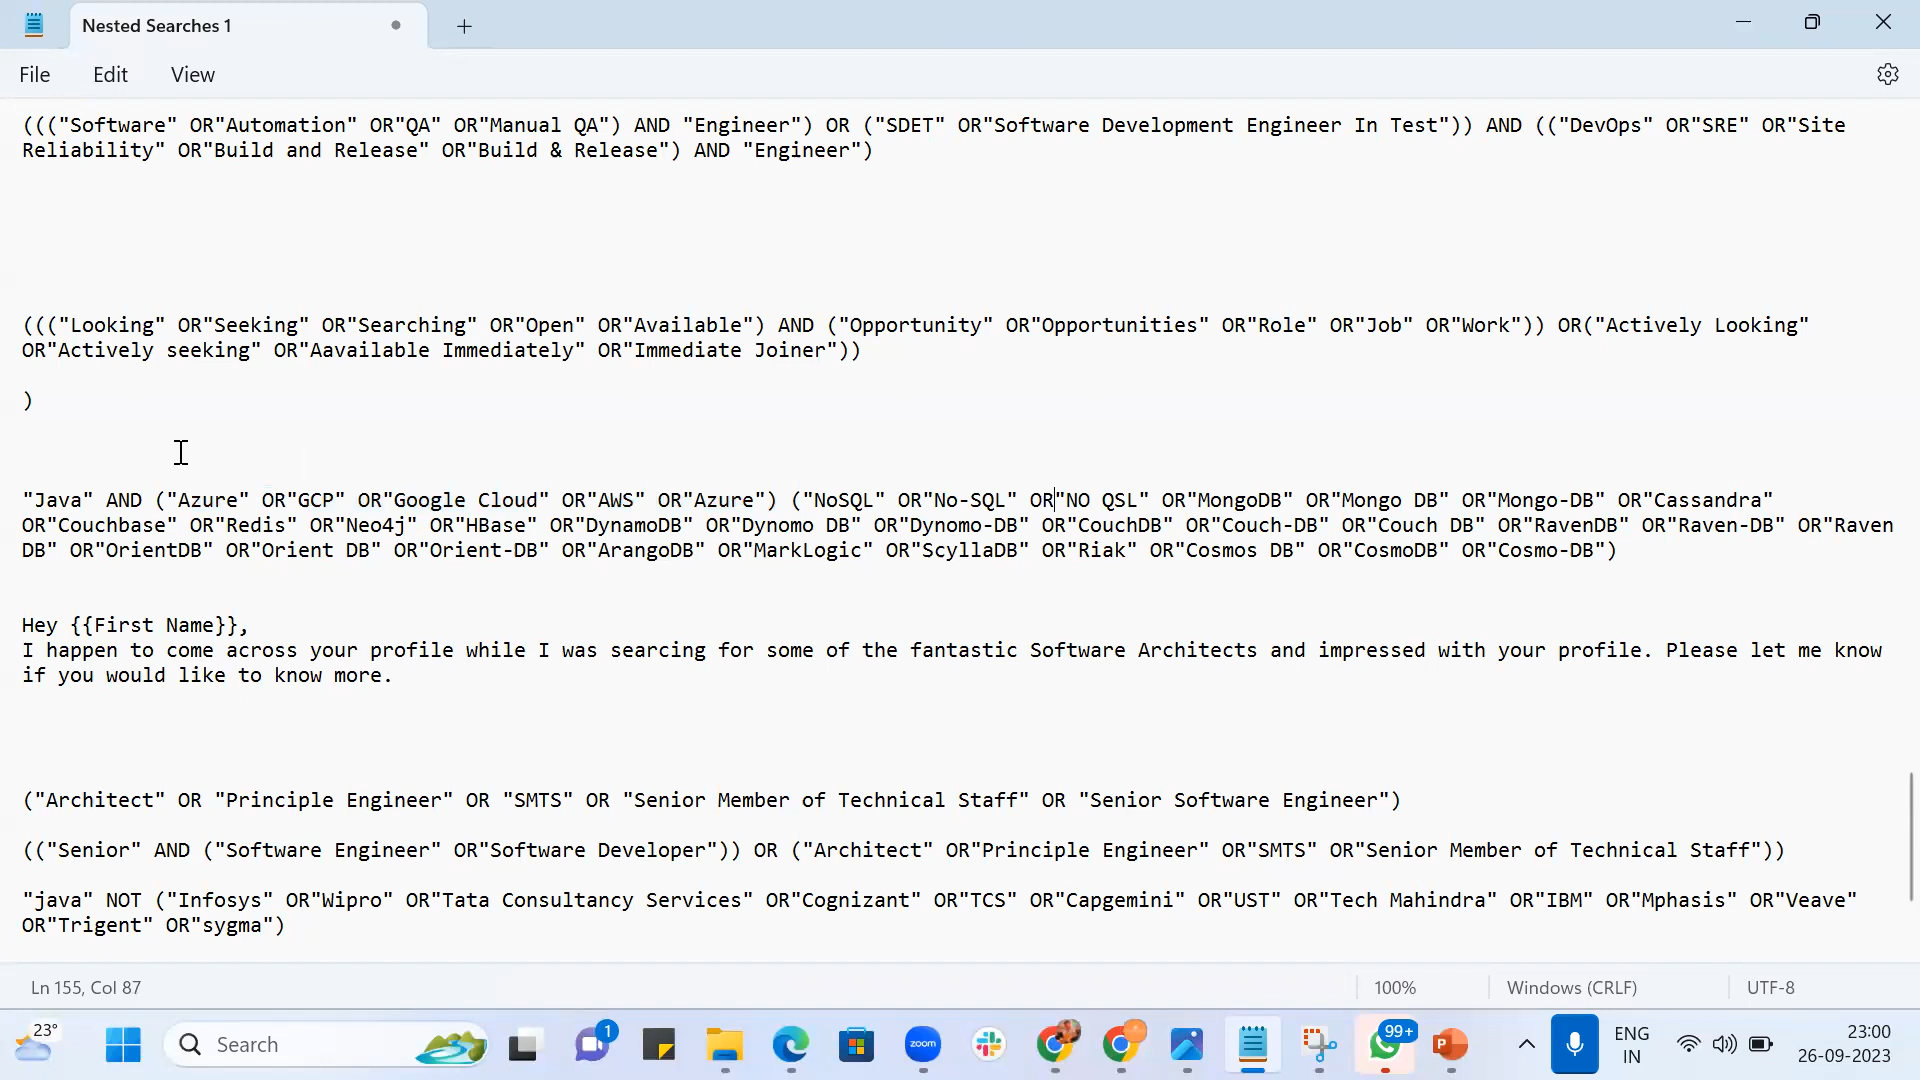 Nested Searches 1
File Edit View
((("Software" OR"Automation" OR"QA" OR"Manual QA") AND "Engineer") OR ("SDET" OR"Software Development Engineer In Test")) AND (("DevOps" OR"SRE" OR"Site
Reliability" OR"Build and Release" OR"Build & Release") AND "Engineer")
((("Looking" OR"Seeking" OR"Searching" OR"Open" OR"Available") AND ("Opportunity" OR"Opportunities" OR"Role" OR"Job" OR"Work")) OR("Actively Looking"
OR"Actively seeking" OR"Aavailable Immediately" OR"Immediate Joiner"))
)
"Java" AND ("Azure" OR"GCP" OR"Google Cloud" OR"AWS" OR"Azure") ("NoSQL" OR"No-SQL" OR"NO QSL" OR"MongoDB" OR"Mongo DB" OR"Mongo-DB" OR"Cassandra"
OR"Couchbase" OR"Redis" OR"Neo4j" OR"HBase" OR"DynamoDB" OR"Dynomo DB" OR"Dynomo-DB" OR"CouchDB" OR"Couch-DB" OR"Couch DB" OR"RavenDB" OR"Raven-DB" OR"Raven
DB" OR"OrientDB" OR"Orient DB" OR"Orient-DB" OR"ArangoDB" OR"MarkLogic" OR"ScyllaDB" OR"Riak" OR"Cosmos DB" OR"CosmoDB" OR"Cosmo-DB")
Hey {{First Name}},
I happen to come across your profile while I was searcing for some of the fantastic Software Architects and impressed with your profile. Please let me know
if you would like to know more.
("Architect" OR "Principle Engineer" OR "SMTS" OR "Senior Member of Technical Staff" OR "Senior Software Engineer")
(("Senior" AND ("Software Engineer" OR"Software Developer")) OR ("Architect" OR"Principle Engineer" OR"SMTS" OR"Senior Member of Technical Staff"))
"java" NOT ("Infosys" OR"Wipro" OR"Tata Consultancy Services" OR"Cognizant" OR"TCS" OR"Capgemini" OR"UST" OR"Tech Mahindra" OR"IBM" OR"Mphasis" OR"Veave"
OR"Trigent" OR"sygma")
Ln 155, Col 87 100% Windows (CRLF) UTF-8
23° Search 1 zoom 99+ P ENG 23:00
IN 26-09-2023